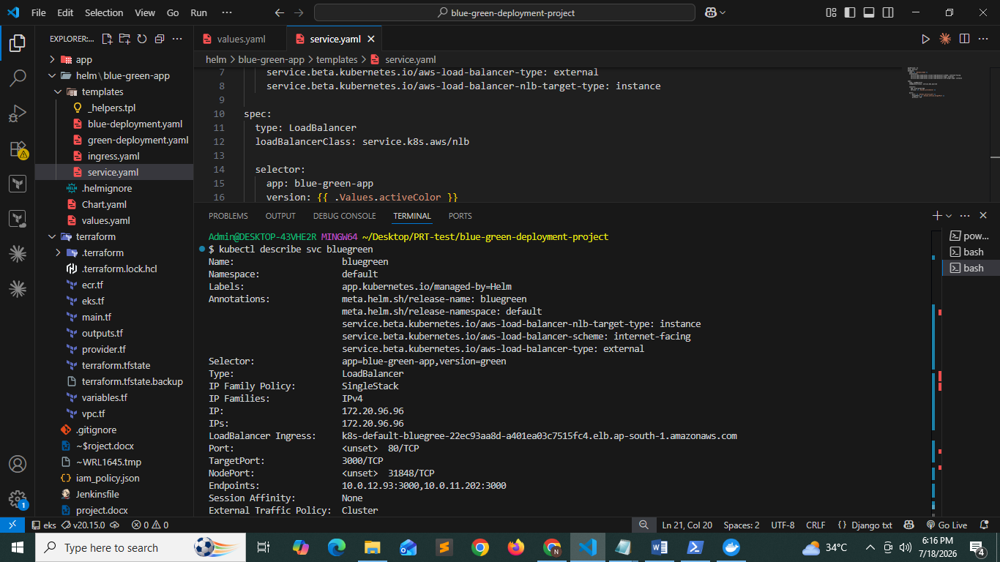 File Edit Selection View Go Run ··· blue-green-deployment-project
EXPLORER:... ···
app
helm\blue-green-app
templates
_helpers.tpl
blue-deployment.yaml
green-deployment.yaml
ingress.yaml
service.yaml
.helmignore
Chart.yaml
values.yaml
terraform
.terraform
.terraform.lock.hcl
ecr.tf
eks.tf
main.tf
outputs.tf
provider.tf
terraform.tfstate
terraform.tfstate.backup
variables.tf
vpc.tf
.gitignore
~$roject.docx
~WRL1645.tmp
iam_policy.json
Jenkinsfile
project.docx
values.yaml service.yaml
helm > blue-green-app > templates > service.yaml
7 service.beta.kubernetes.io/aws-load-balancer-type: external
8 service.beta.kubernetes.io/aws-load-balancer-nlb-target-type: instance
9
10 spec:
11 type: LoadBalancer
12 loadBalancerClass: service.k8s.aws/nlb
13
14 selector:
15 app: blue-green-app
16 version: {{ .Values.activeColor }}
PROBLEMS OUTPUT DEBUG CONSOLE TERMINAL PORTS
Admin@DESKTOP-43VHE2R MINGW64 ~/Desktop/PRT-test/blue-green-deployment-project
$ kubectl describe svc bluegreen
Name: bluegreen
Namespace: default
Labels: app.kubernetes.io/managed-by=Helm
Annotations: meta.helm.sh/release-name: bluegreen
meta.helm.sh/release-namespace: default
service.beta.kubernetes.io/aws-load-balancer-nlb-target-type: instance
service.beta.kubernetes.io/aws-load-balancer-scheme: internet-facing
service.beta.kubernetes.io/aws-load-balancer-type: external
Selector: app=blue-green-app,version=green
Type: LoadBalancer
IP Family Policy: SingleStack
IP Families: IPv4
IP: 172.20.96.96
IPs: 172.20.96.96
LoadBalancer Ingress: k8s-default-bluegree-22ec93aa8d-a401ea03c7515fc4.elb.ap-south-1.amazonaws.com
Port: <unset> 80/TCP
TargetPort: 3000/TCP
NodePort: <unset> 31848/TCP
Endpoints: 10.0.12.93:3000,10.0.11.202:3000
Session Affinity: None
External Traffic Policy: Cluster
pow...
bash
bash
1
eks v20.15.0 0 0 Ln 21, Col 20 Spaces: 2 UTF-8 CRLF {} Django txt Go Live
Type here to search
34°C
6:16 PM
7/18/2026
4